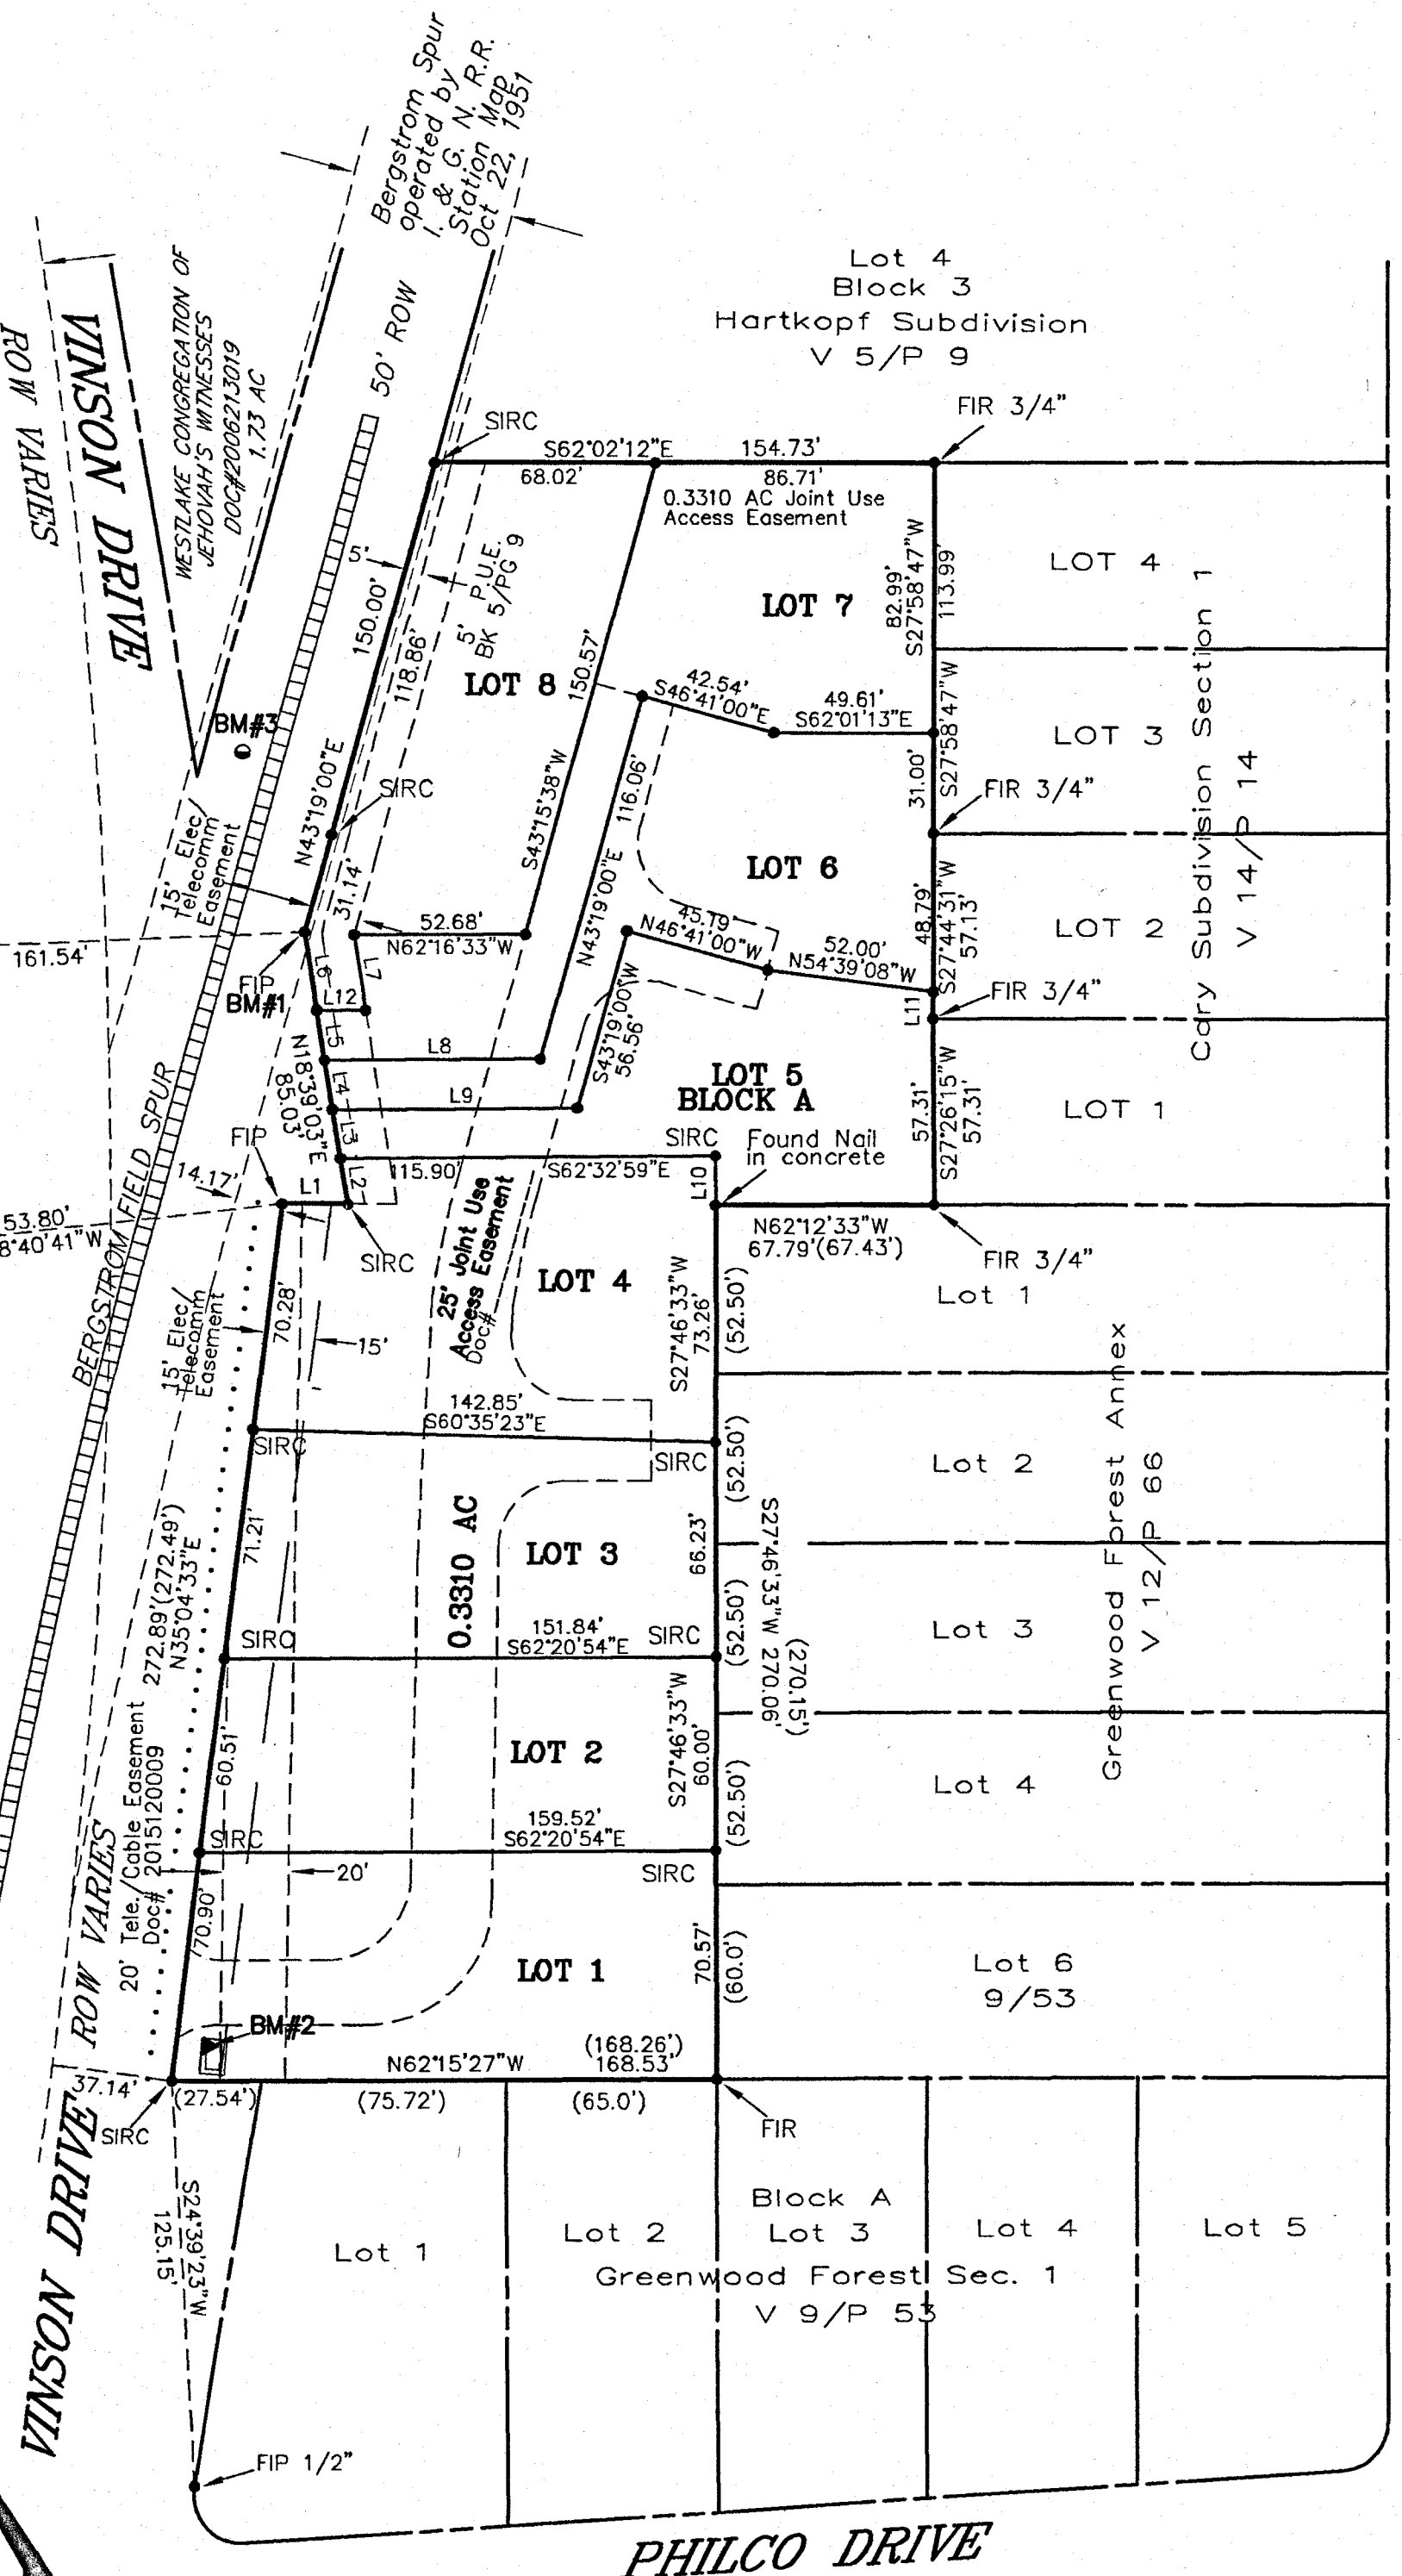 Bergstrom Spur
operated by
I. & G. N. R.R.
Station Map
Oct 22, 1951
50' ROW
WESTLAKE CONGREGATION OF
JEHOVAH'S WITNESSES
DOC#2006213019
1.73 AC
VINSON DRIVE
ROW VARIES
Lot 4
Block 3
Hartkopf Subdivision
V 5/P 9
FIR 3/4"
SIRC
S62°02'12"E
154.73'
68.02'
86.71'
0.3310 AC Joint Use
Access Easement
5'
5' P.U.E.
BK 5/PG 9
150.00'
118.86'
N43°19'00"E
LOT 8
150.57'
S43°15'38"W
LOT 7
82.99'
S27°58'47"W
113.99'
42.54'
S46°41'00"E
49.61'
S62°01'13"E
31.00'
S27°58'47"W
FIR 3/4"
LOT 4
LOT 3
LOT 2
LOT 1
Cary Subdivision Section 1
V 14/P 14
BM#3
SIRC
15' Elec/
Telecomm
Easement
31.14'
52.68'
N62°16'33"W
116.06'
N43°19'00"E
LOT 6
45.19'
N46°41'00"W
52.00'
N54°39'08"W
48.79'
S27°44'31"W
57.13'
FIR 3/4"
L11
161.54'
FIP
BM#1
L6
L7
L12
L5
L8
L4
L9
L3
N18°39'03"E
85.03'
S43°19'00"W
56.56'
LOT 5
BLOCK A
57.31'
S27°26'15"W
57.31'
FIP
14.17'
L1
L2
115.90'
S62°32'59"E
SIRC
L10
Found Nail
in concrete
N62°12'33"W
67.79'(67.43')
FIR 3/4"
53.80'
8°40'41"W
SIRC
BERGSTROM FIELD SPUR
25' Joint Use
Access Easement
Doc#
LOT 4
S27°46'33"W
73.26'
(52.50')
70.28'
15'
15' Elec/
Telecomm
Easement
142.85'
S60°35'23"E
SIRC
SIRC
Lot 1
Lot 2
Lot 3
Lot 4
Greenwood Forest Annex
V 12/P 66
(52.50')
71.21'
0.3310 AC
LOT 3
66.23'
(52.50')
S27°46'33"W 270.06'
(270.15')
272.89'(272.49')
N35°04'33"E
SIRC
151.84'
S62°20'54"E
SIRC
60.51'
LOT 2
S27°46'33"W
60.00'
(52.50')
159.52'
S62°20'54"E
SIRC
SIRC
20' Tele./Cable Easement
Doc# 2015120009
20'
ROW VARIES
70.90'
LOT 1
70.57'
(60.0')
Lot 6
9/53
BM#2
N62°15'27"W
(168.26')
168.53'
37.14'
(27.54')
(75.72')
(65.0')
SIRC
FIR
VINSON DRIVE
S24°39'23"W
125.15'
Lot 1
Lot 2
Block A
Lot 3
Lot 4
Lot 5
Greenwood Forest Sec. 1
V 9/P 53
FIP 1/2"
PHILCO DRIVE